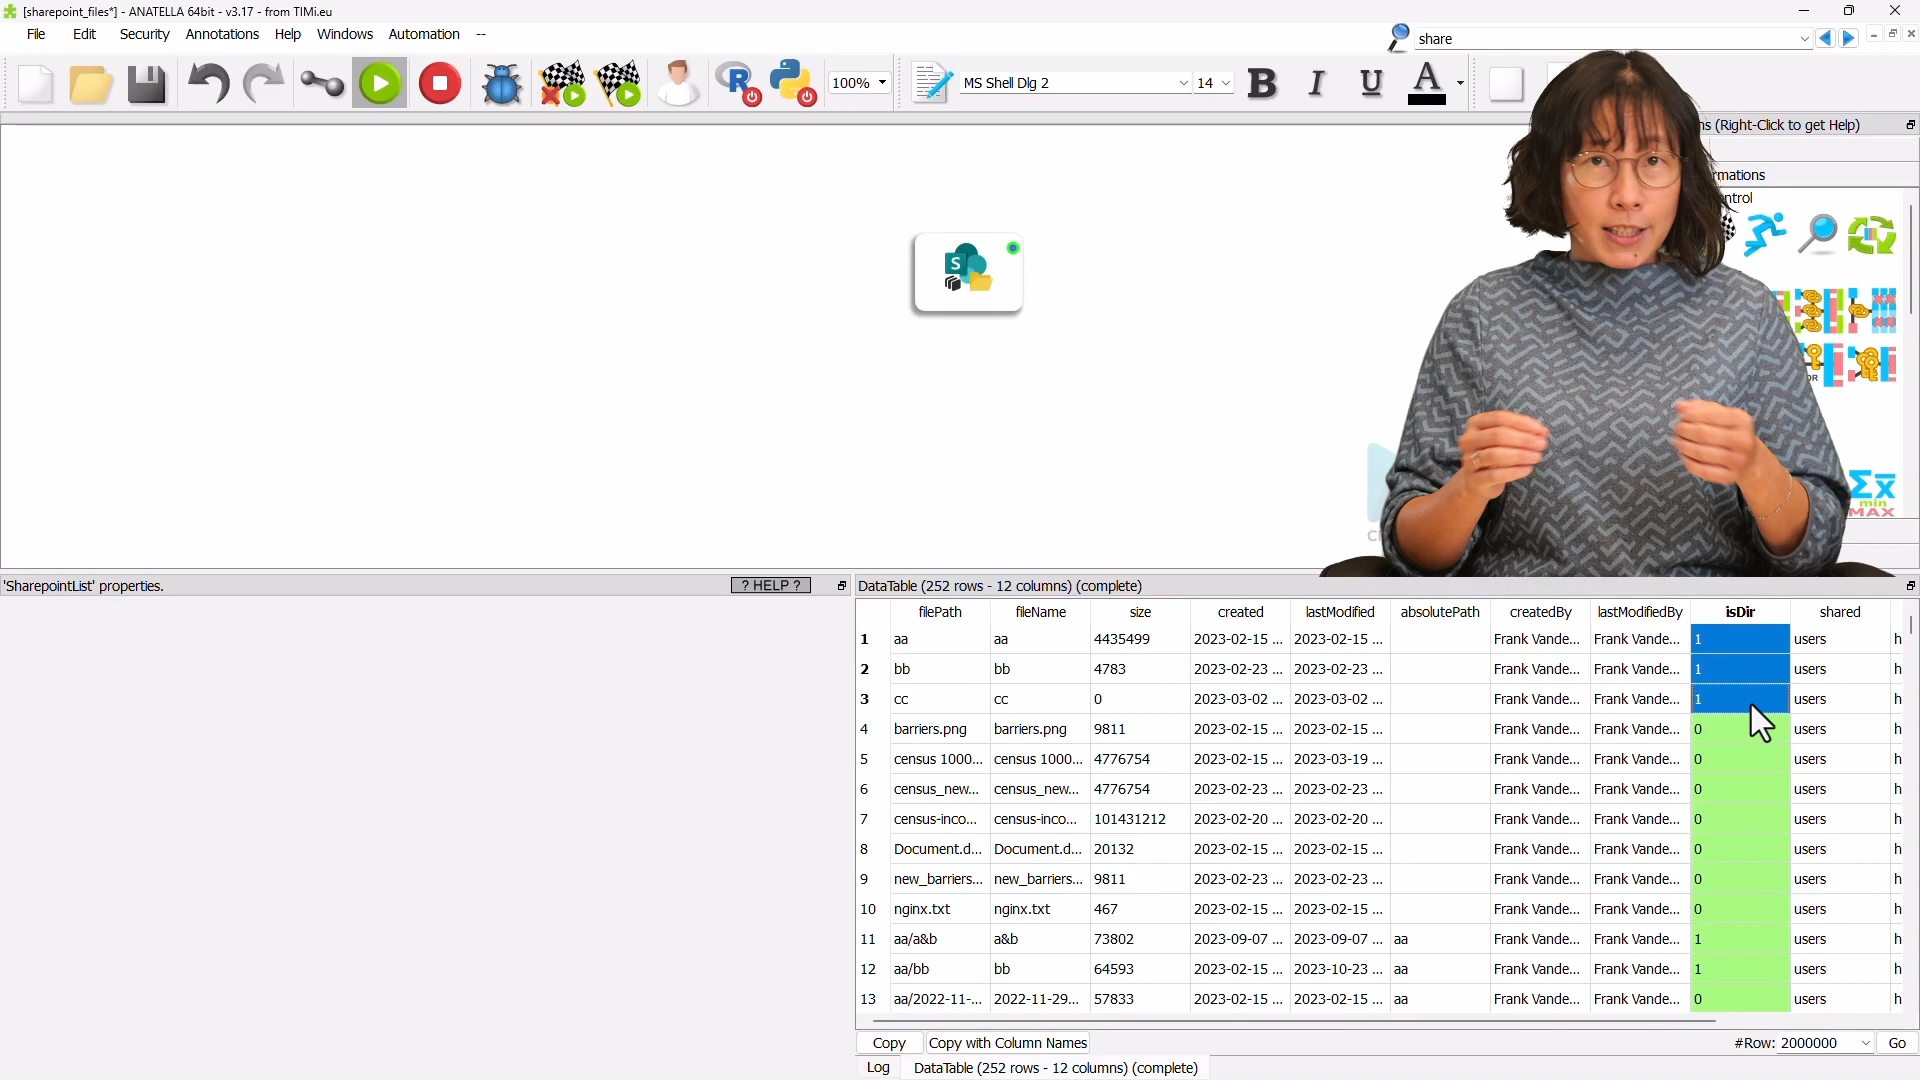 [sharepoint_files*] - ANATELLA 64bit - v3.17 - from TIMi.eu
File Edit Security Annotations Help Windows Automation --
share
100% MS Shell Dlg 2 14 B I U A
(Right-Click to get Help)
S
MAX
'SharepointList' properties. ? HELP ? DataTable (252 rows - 12 columns) (complete)
filePath fileName size created lastModified absolutePath createdBy lastModifiedBy isDir shared
1 aa aa 4435499 2023-02-15 ... 2023-02-15 ... Frank Vande... Frank Vande... 1 users h
2 bb bb 4783 2023-02-23 ... 2023-02-23 ... Frank Vande... Frank Vande... 1 users h
3 cc cc 0 2023-03-02 ... 2023-03-02 ... Frank Vande... Frank Vande... 1 users h
4 barriers.png barriers.png 9811 2023-02-15 ... 2023-02-15 ... Frank Vande... Frank Vande... 0 users h
5 census 1000... census 1000... 4776754 2023-02-15 ... 2023-03-19 ... Frank Vande... Frank Vande... 0 users h
6 census_new... census_new... 4776754 2023-02-23 ... 2023-02-23 ... Frank Vande... Frank Vande... 0 users h
7 census-inco... census-inco... 101431212 2023-02-20 ... 2023-02-20 ... Frank Vande... Frank Vande... 0 users h
8 Document.d... Document.d... 20132 2023-02-15 ... 2023-02-15 ... Frank Vande... Frank Vande... 0 users h
9 new_barriers... new_barriers... 9811 2023-02-23 ... 2023-02-23 ... Frank Vande... Frank Vande... 0 users h
10 nginx.txt nginx.txt 467 2023-02-15 ... 2023-02-15 ... Frank Vande... Frank Vande... 0 users h
11 aa/a&b a&b 73802 2023-09-07 ... 2023-09-07 ... aa Frank Vande... Frank Vande... 1 users h
12 aa/bb bb 64593 2023-02-15 ... 2023-10-23 ... aa Frank Vande... Frank Vande... 1 users h
13 aa/2022-11-... 2022-11-29... 57833 2023-02-15 ... 2023-02-15 ... aa Frank Vande... Frank Vande... 0 users h
Copy Copy with Column Names #Row: 2000000 Go
Log DataTable (252 rows - 12 columns) (complete)